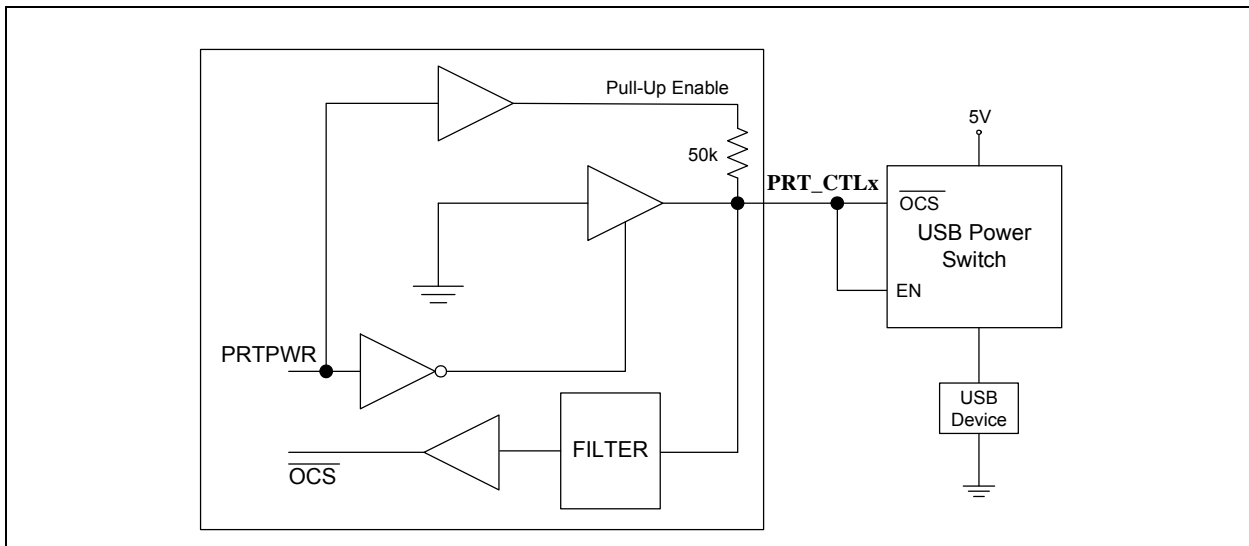 Pull-Up Enable
5V
50k
PRT_CTLx
OCS
USB Power
Switch
EN
PRTPWR
USB
Device
FILTER
OCS